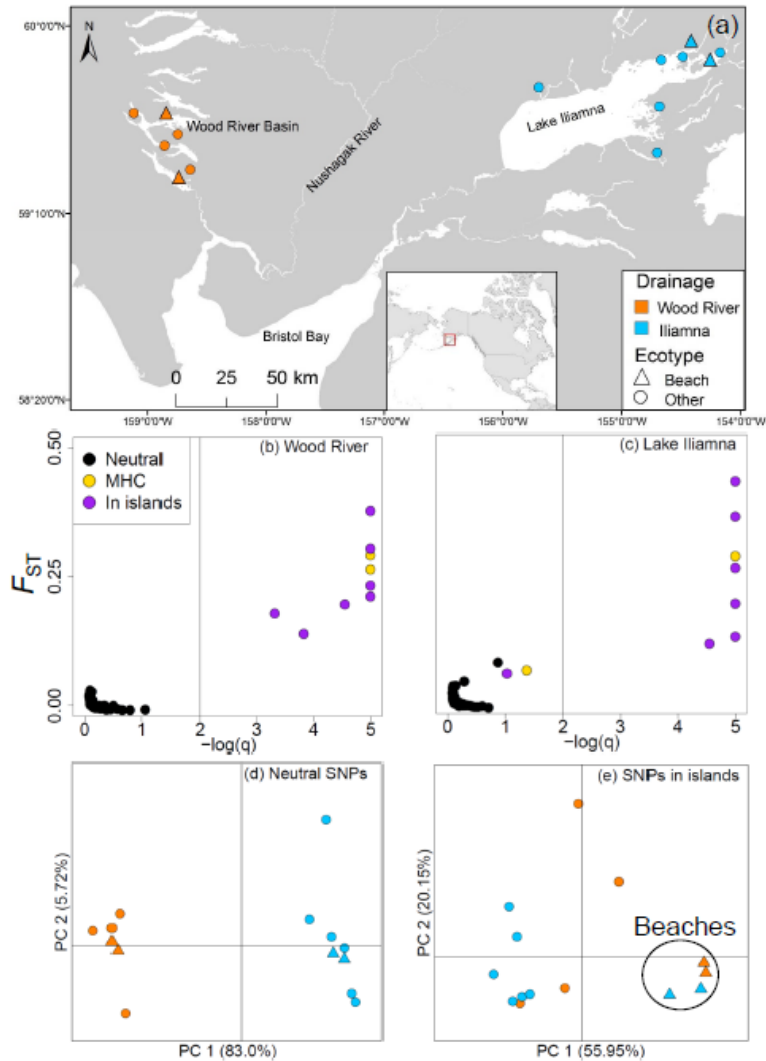 60°0'0"N
(a)
N
Wood River Basin
Nushagak River
Lake Iliamna
59°10'0"N
Bristol Bay
0 25 50 km
58°20'0"N
Drainage
Wood River
Iliamna
Ecotype
Beach
Other
159°0'0"W 158°0'0"W 157°0'0"W 156°0'0"W 155°0'0"W 154°0'0"W
(b) Wood River
Neutral
MHC
In islands
FST
0.50
0.25
0.00
0 1 2 3 4 5
−log(q)
(c) Lake Iliamna
0 1 2 3 4 5
−log(q)
(d) Neutral SNPs
PC 2 (5.72%)
PC 1 (83.0%)
(e) SNPs in islands
PC 2 (20.15%)
Beaches
PC 1 (55.95%)